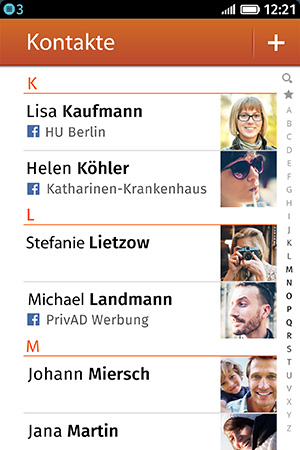 3 12:21
Kontakte +
K
Lisa Kaufmann
HU Berlin
Helen Köhler
Katharinen-Krankenhaus
L
Stefanie Lietzow
Michael Landmann
PrivAD Werbung
M
Johann Miersch
Jana Martin
A
B
C
D
E
F
G
H
I
J
K
L
M
N
O
P
Q
R
S
T
U
V
W
X
Y
Z